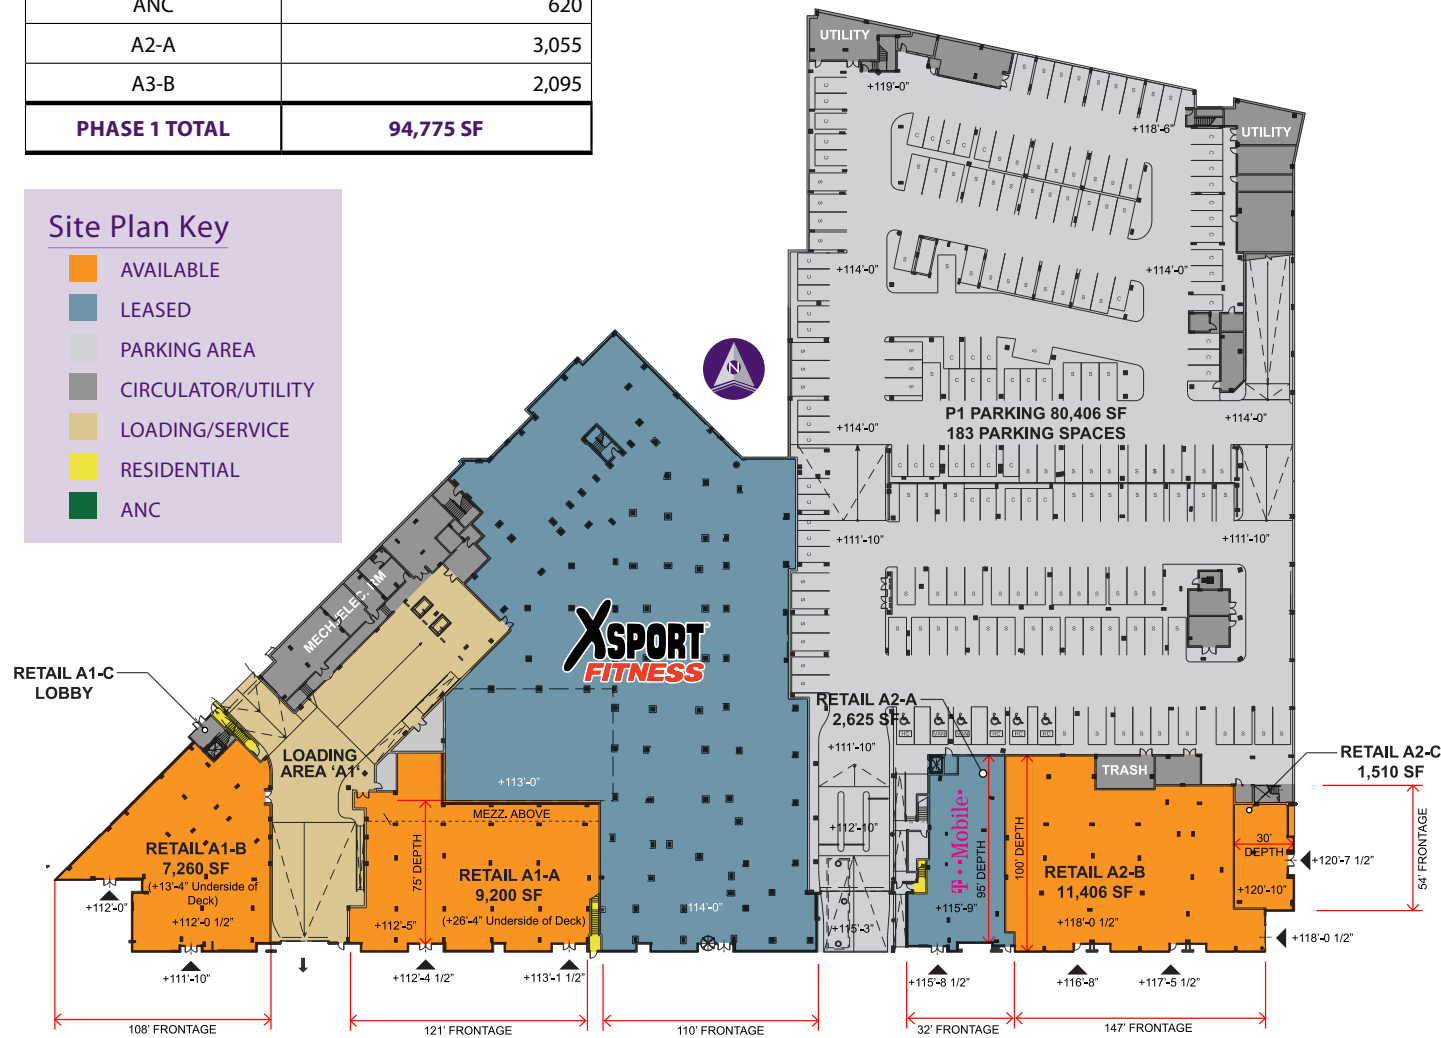 ANC 620
A2-A 3,055
A3-B 2,095
PHASE 1 TOTAL 94,775 SF
Site Plan Key
AVAILABLE
LEASED
PARKING AREA
CIRCULATOR/UTILITY
LOADING/SERVICE
RESIDENTIAL
ANC
N
UTILITY
+119'-0"
+118'-6"
UTILITY
+114'-0"
+114'-0"
P1 PARKING 80,406 SF
183 PARKING SPACES
+114'-0"
+114'-0"
+111'-10"
+111'-10"
MECH./ELEC. RM
XSPORT
FITNESS
RETAIL A1-C
LOBBY
LOADING
AREA 'A1'
RETAIL A2-A
2,625 SF
HC VAN VAN HC HC HC
+111'-10"
+113'-0"
MEZZ. ABOVE
TRASH
RETAIL A2-C
1,510 SF
T··Mobile·
+112'-10"
75' DEPTH
95' DEPTH
100' DEPTH
30'
DEPTH
54' FRONTAGE
RETAIL A1-B
7,260 SF
(+13'-4" Underside of
Deck)
+112'-0 1/2"
+112'-0"
RETAIL A1-A
9,200 SF
(+26'-4" Underside of Deck)
+112'-5"
114'-0"
+115'-3"
+115'-9"
RETAIL A2-B
11,406 SF
+118'-0 1/2"
+120'-7 1/2"
+120'-10"
+118'-0 1/2"
+111'-10"
+112'-4 1/2"
+113'-1 1/2"
+115'-8 1/2"
+116'-8"
+117'-5 1/2"
108' FRONTAGE
121' FRONTAGE
110' FRONTAGE
32' FRONTAGE
147' FRONTAGE